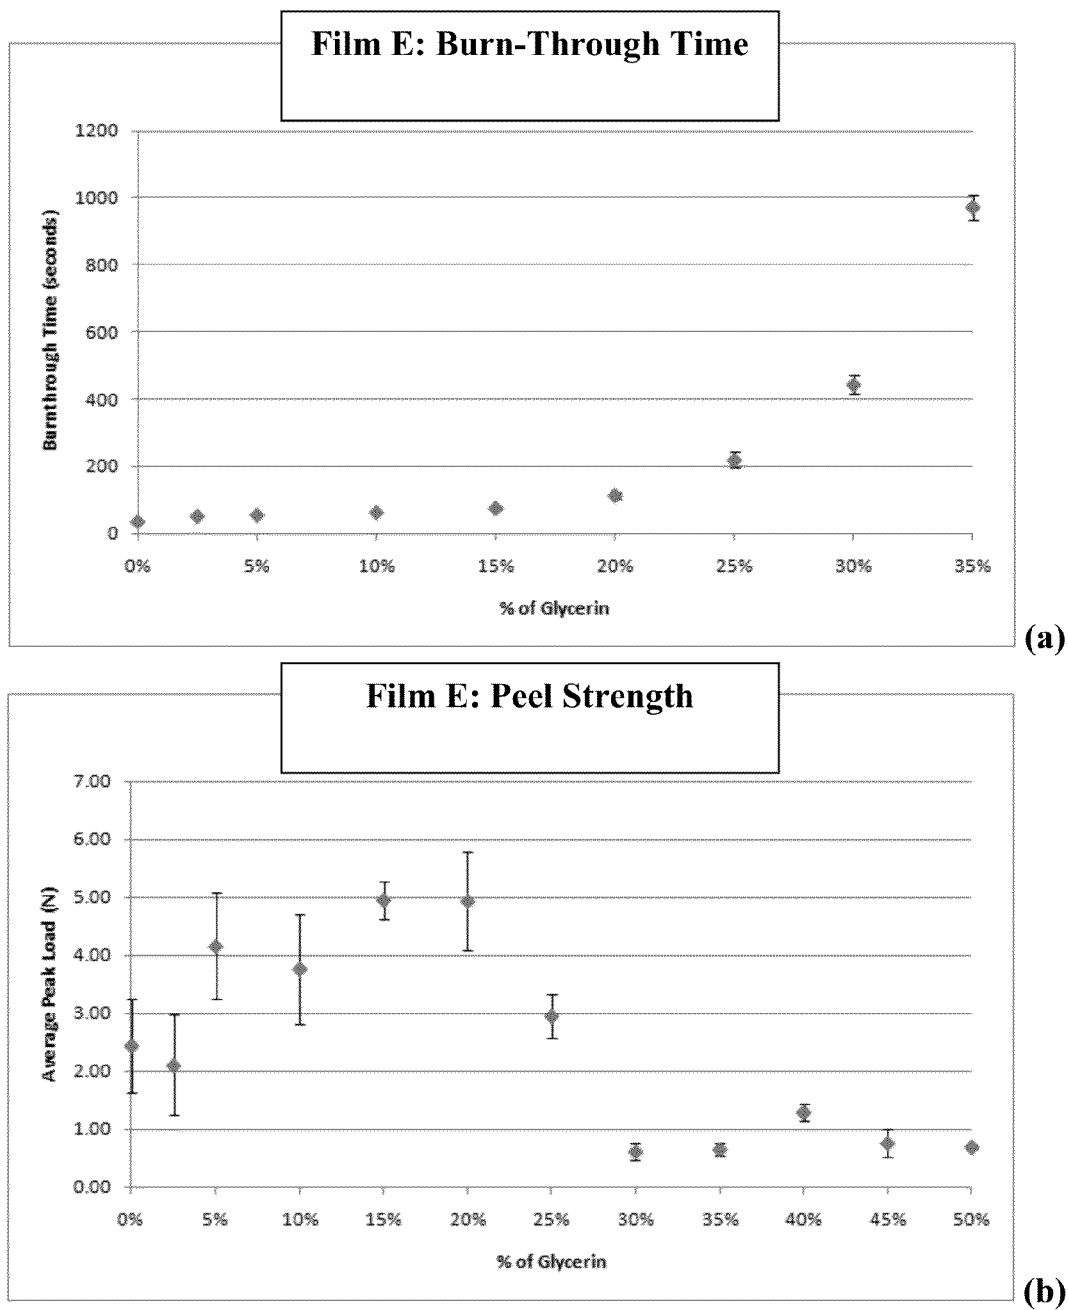 Film E: Burn-Through Time
1200
1000
800
600
400
200
0
Burnthrough Time (seconds)
0% 5% 10% 15% 20% 25% 30% 35%
% of Glycerin
(a)
Film E: Peel Strength
7.00
6.00
5.00
4.00
3.00
2.00
1.00
0.00
Average Peak Load (N)
0% 5% 10% 15% 20% 25% 30% 35% 40% 45% 50%
% of Glycerin
(b)